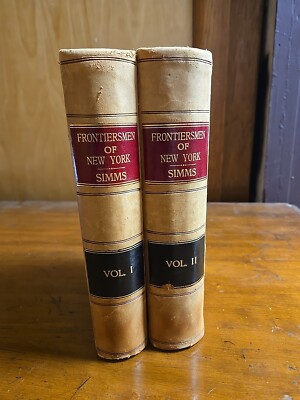 FRONTIERSMEN
OF
NEW YORK
SIMMS
VOL. I
FRONTIERSMEN
OF
NEW YORK
SIMMS
VOL. II